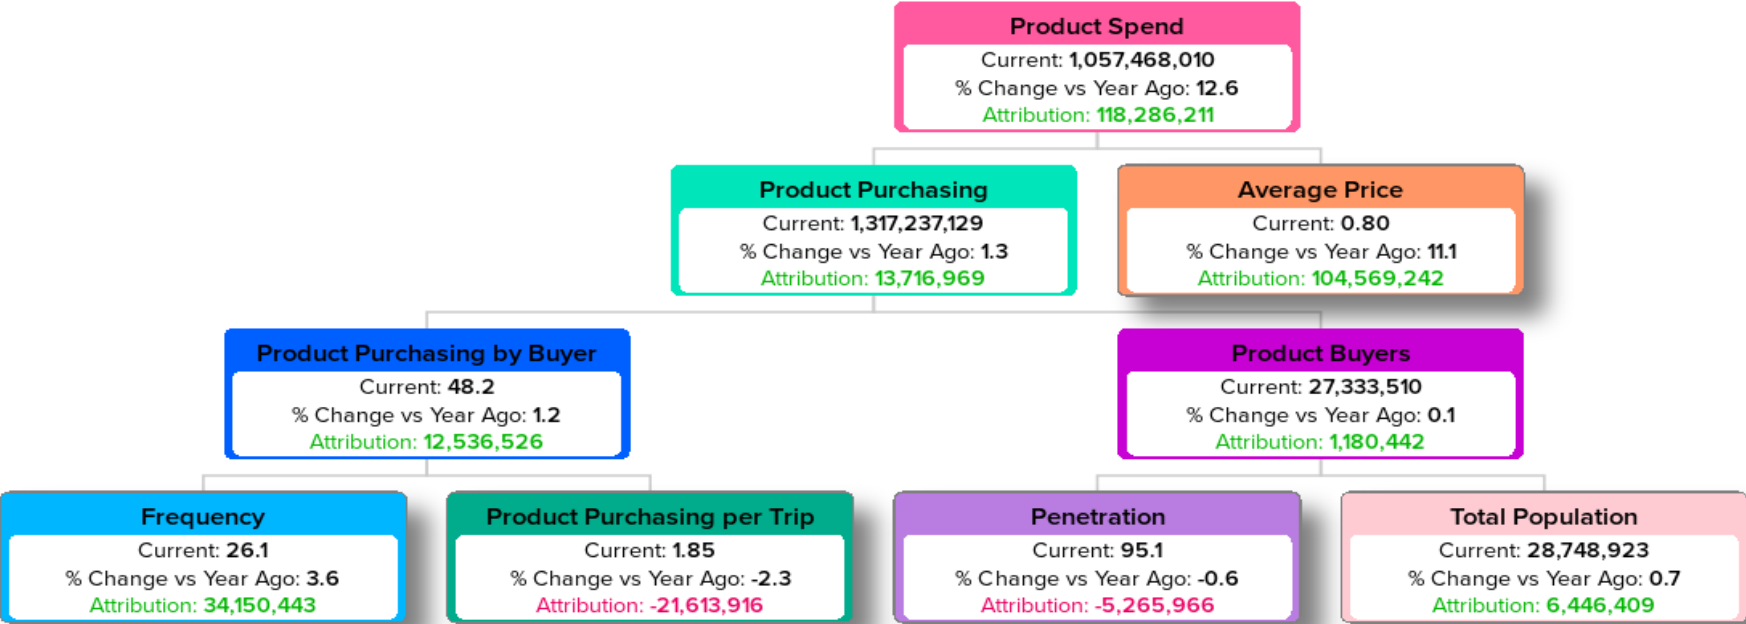 Product Spend
Current: 1,057,468,010
% Change vs Year Ago: 12.6
Attribution: 118,286,211
Product Purchasing
Current: 1,317,237,129
% Change vs Year Ago: 1.3
Attribution: 13,716,969
Average Price
Current: 0.80
% Change vs Year Ago: 11.1
Attribution: 104,569,242
Product Purchasing by Buyer
Current: 48.2
% Change vs Year Ago: 1.2
Attribution: 12,536,526
Product Buyers
Current: 27,333,510
% Change vs Year Ago: 0.1
Attribution: 1,180,442
Frequency
Current: 26.1
% Change vs Year Ago: 3.6
Attribution: 34,150,443
Product Purchasing per Trip
Current: 1.85
% Change vs Year Ago: -2.3
Attribution: -21,613,916
Penetration
Current: 95.1
% Change vs Year Ago: -0.6
Attribution: -5,265,966
Total Population
Current: 28,748,923
% Change vs Year Ago: 0.7
Attribution: 6,446,409